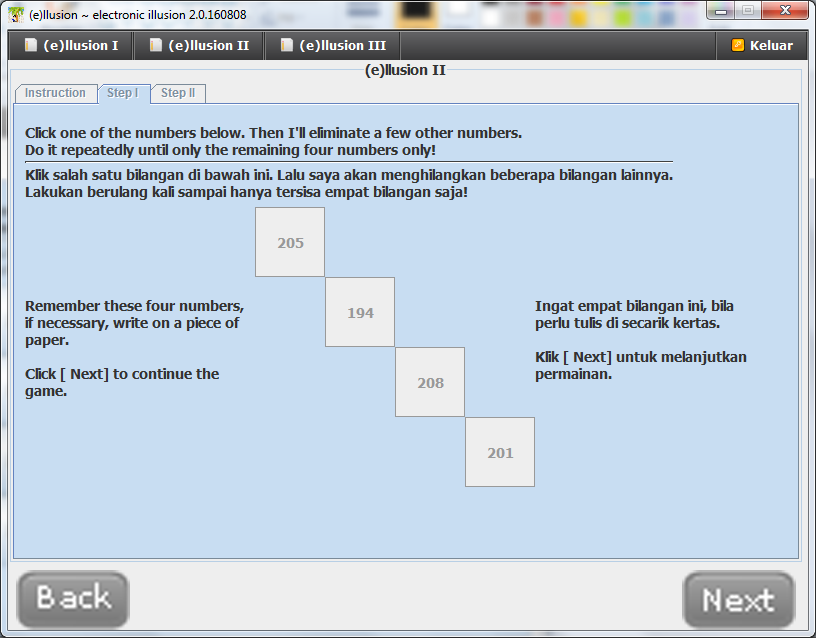 (e)llusion ~ electronic illusion 2.0.160808
(e)llusion I (e)llusion II (e)llusion III Keluar
(e)llusion II
Instruction Step I Step II
Click one of the numbers below. Then I'll eliminate a few other numbers.
Do it repeatedly until only the remaining four numbers only!
Klik salah satu bilangan di bawah ini. Lalu saya akan menghilangkan beberapa bilangan lainnya.
Lakukan berulang kali sampai hanya tersisa empat bilangan saja!
205
194
208
201
Remember these four numbers,
if necessary, write on a piece of
paper.
Click [ Next] to continue the
game.
Ingat empat bilangan ini, bila
perlu tulis di secarik kertas.
Klik [ Next] untuk melanjutkan
permainan.
Back Next